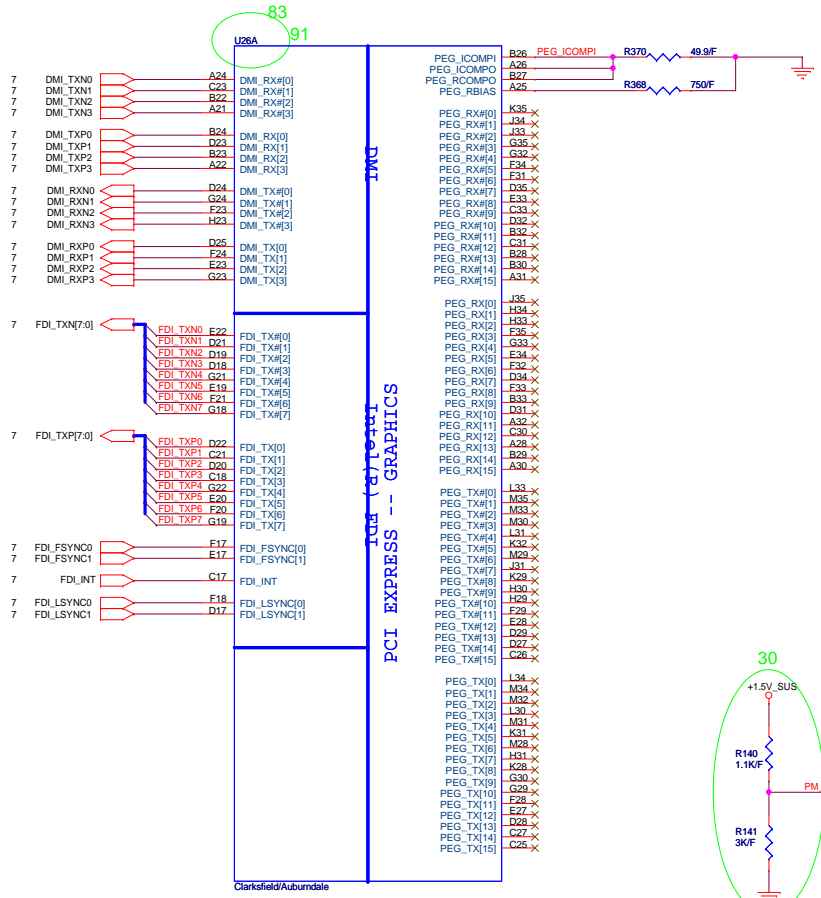 83
91
U26A
7 DMI_TXN0 A24 DMI_RX#[0]
7 DMI_TXN1 C23 DMI_RX#[1]
7 DMI_TXN2 B22 DMI_RX#[2]
7 DMI_TXN3 A21 DMI_RX#[3]
7 DMI_TXP0 B24 DMI_RX[0]
7 DMI_TXP1 D23 DMI_RX[1]
7 DMI_TXP2 B23 DMI_RX[2]
7 DMI_TXP3 A22 DMI_RX[3]
7 DMI_RXN0 D24 DMI_TX#[0]
7 DMI_RXN1 G24 DMI_TX#[1]
7 DMI_RXN2 F23 DMI_TX#[2]
7 DMI_RXN3 H23 DMI_TX#[3]
7 DMI_RXP0 D25 DMI_TX[0]
7 DMI_RXP1 F24 DMI_TX[1]
7 DMI_RXP2 E23 DMI_TX[2]
7 DMI_RXP3 G23 DMI_TX[3]
7 FDI_TXN[7:0]
FDI_TXN0 E22 FDI_TX#[0]
FDI_TXN1 D21 FDI_TX#[1]
FDI_TXN2 D19 FDI_TX#[2]
FDI_TXN3 D18 FDI_TX#[3]
FDI_TXN4 G21 FDI_TX#[4]
FDI_TXN5 E19 FDI_TX#[5]
FDI_TXN6 F21 FDI_TX#[6]
FDI_TXN7 G18 FDI_TX#[7]
7 FDI_TXP[7:0]
FDI_TXP0 D22 FDI_TX[0]
FDI_TXP1 C21 FDI_TX[1]
FDI_TXP2 D20 FDI_TX[2]
FDI_TXP3 C18 FDI_TX[3]
FDI_TXP4 G22 FDI_TX[4]
FDI_TXP5 E20 FDI_TX[5]
FDI_TXP6 F20 FDI_TX[6]
FDI_TXP7 G19 FDI_TX[7]
7 FDI_FSYNC0 F17 FDI_FSYNC[0]
7 FDI_FSYNC1 E17 FDI_FSYNC[1]
7 FDI_INT C17 FDI_INT
7 FDI_LSYNC0 F18 FDI_LSYNC[0]
7 FDI_LSYNC1 D17 FDI_LSYNC[1]
DMI
Intel(R) FDI
PCI EXPRESS -- GRAPHICS
PEG_ICOMPI B26 PEG_ICOMPI R370 49.9/F
PEG_ICOMPO A26
PEG_RCOMPO B27
PEG_RBIAS A25 R368 750/F
PEG_RX#[0] K35
PEG_RX#[1] J34
PEG_RX#[2] J33
PEG_RX#[3] G35
PEG_RX#[4] G32
PEG_RX#[5] F34
PEG_RX#[6] F31
PEG_RX#[7] D35
PEG_RX#[8] E33
PEG_RX#[9] C33
PEG_RX#[10] D32
PEG_RX#[11] B32
PEG_RX#[12] C31
PEG_RX#[13] B28
PEG_RX#[14] B30
PEG_RX#[15] A31
PEG_RX[0] J35
PEG_RX[1] H34
PEG_RX[2] H33
PEG_RX[3] F35
PEG_RX[4] G33
PEG_RX[5] E34
PEG_RX[6] F32
PEG_RX[7] D34
PEG_RX[8] F33
PEG_RX[9] B33
PEG_RX[10] D31
PEG_RX[11] A32
PEG_RX[12] C30
PEG_RX[13] A28
PEG_RX[14] B29
PEG_RX[15] A30
PEG_TX#[0] L33
PEG_TX#[1] M35
PEG_TX#[2] M33
PEG_TX#[3] M30
PEG_TX#[4] L31
PEG_TX#[5] K32
PEG_TX#[6] M29
PEG_TX#[7] J31
PEG_TX#[8] K29
PEG_TX#[9] H30
PEG_TX#[10] H29
PEG_TX#[11] F29
PEG_TX#[12] E28
PEG_TX#[13] D29
PEG_TX#[14] D27
PEG_TX#[15] C26
PEG_TX[0] L34
PEG_TX[1] M34
PEG_TX[2] M32
PEG_TX[3] L30
PEG_TX[4] M31
PEG_TX[5] K31
PEG_TX[6] M28
PEG_TX[7] H31
PEG_TX[8] K28
PEG_TX[9] G30
PEG_TX[10] G29
PEG_TX[11] F28
PEG_TX[12] E27
PEG_TX[13] D28
PEG_TX[14] C27
PEG_TX[15] C25
Clarksfield/Auburndale
30
+1.5V_SUS
R140
1.1K/F
PM_
R141
3K/F